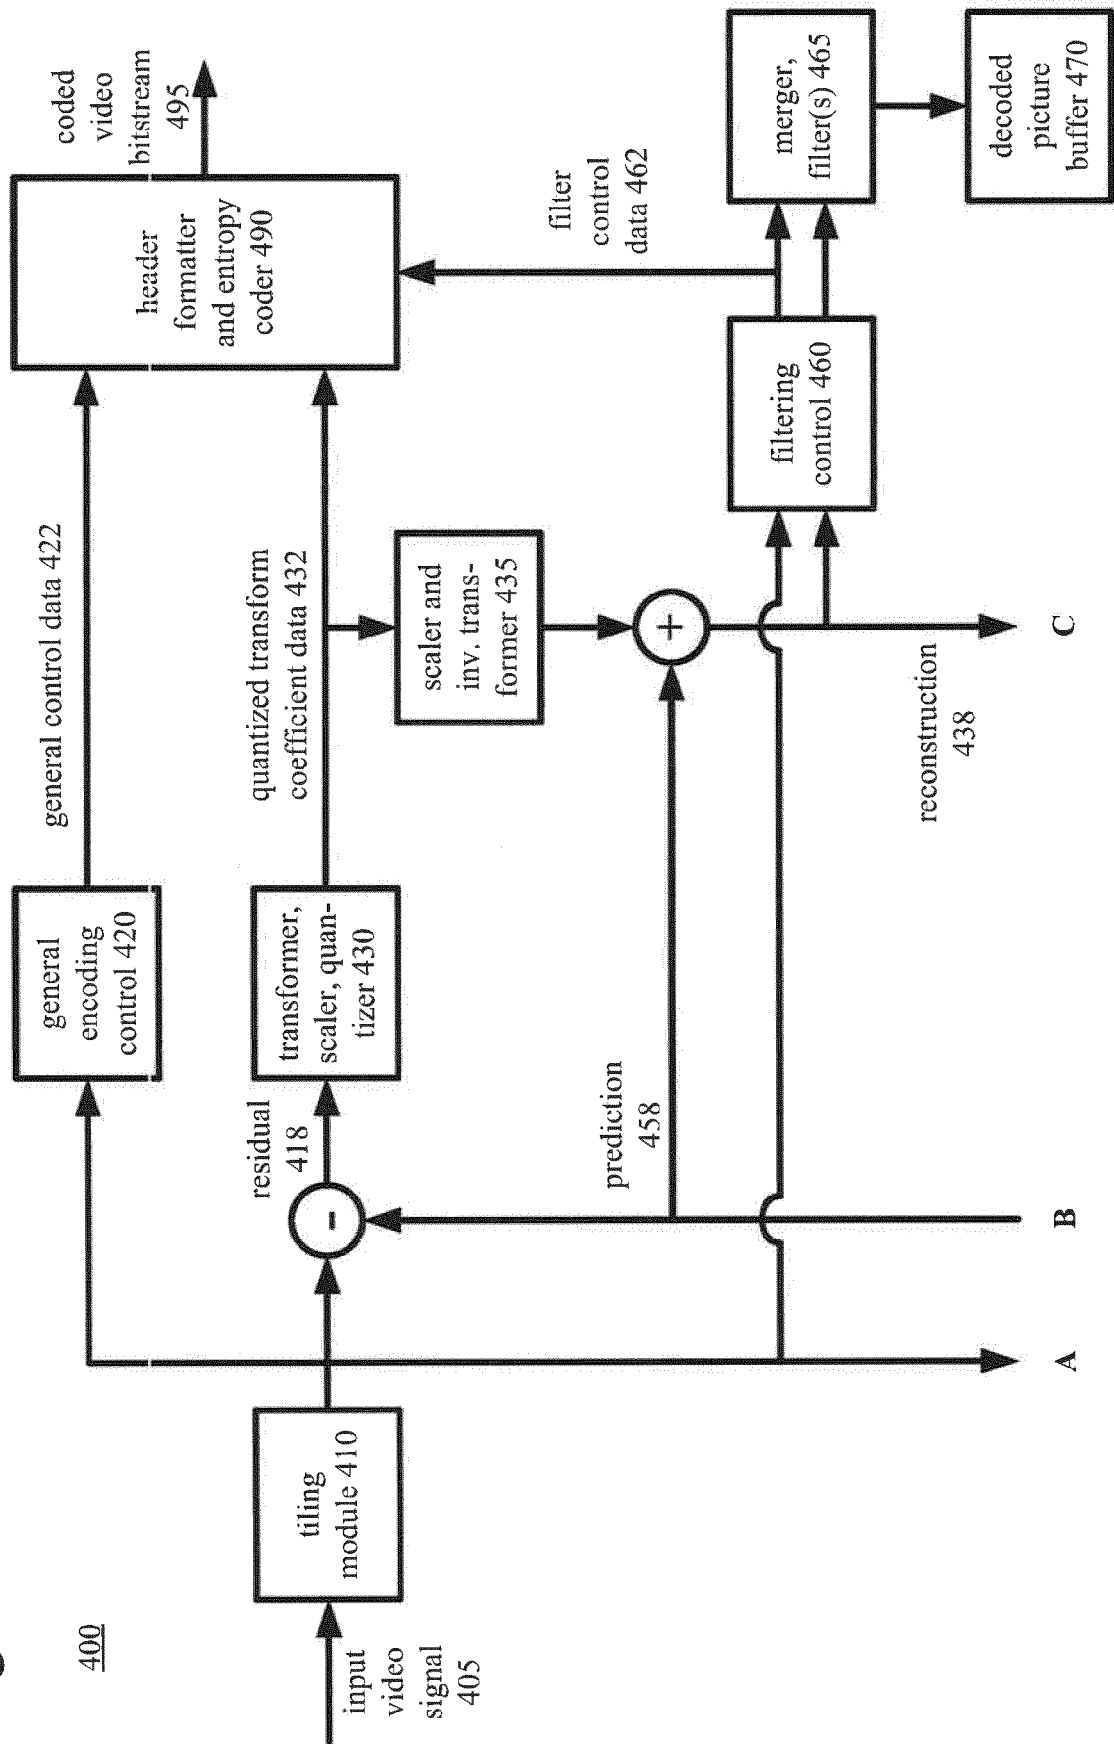 400
input
video
signal
405
tiling
module 410
general
encoding
control 420
general control data 422
residual
418
transformer,
scaler, quan-
tizer 430
quantized transform
coefficient data 432
scaler and
inv. trans-
former 435
header
formatter
and entropy
coder 490
coded
video
bitstream
495
prediction
458
filtering
control 460
filter
control
data 462
merger,
filter(s) 465
decoded
picture
buffer 470
reconstruction
438
-
+
A
B
C